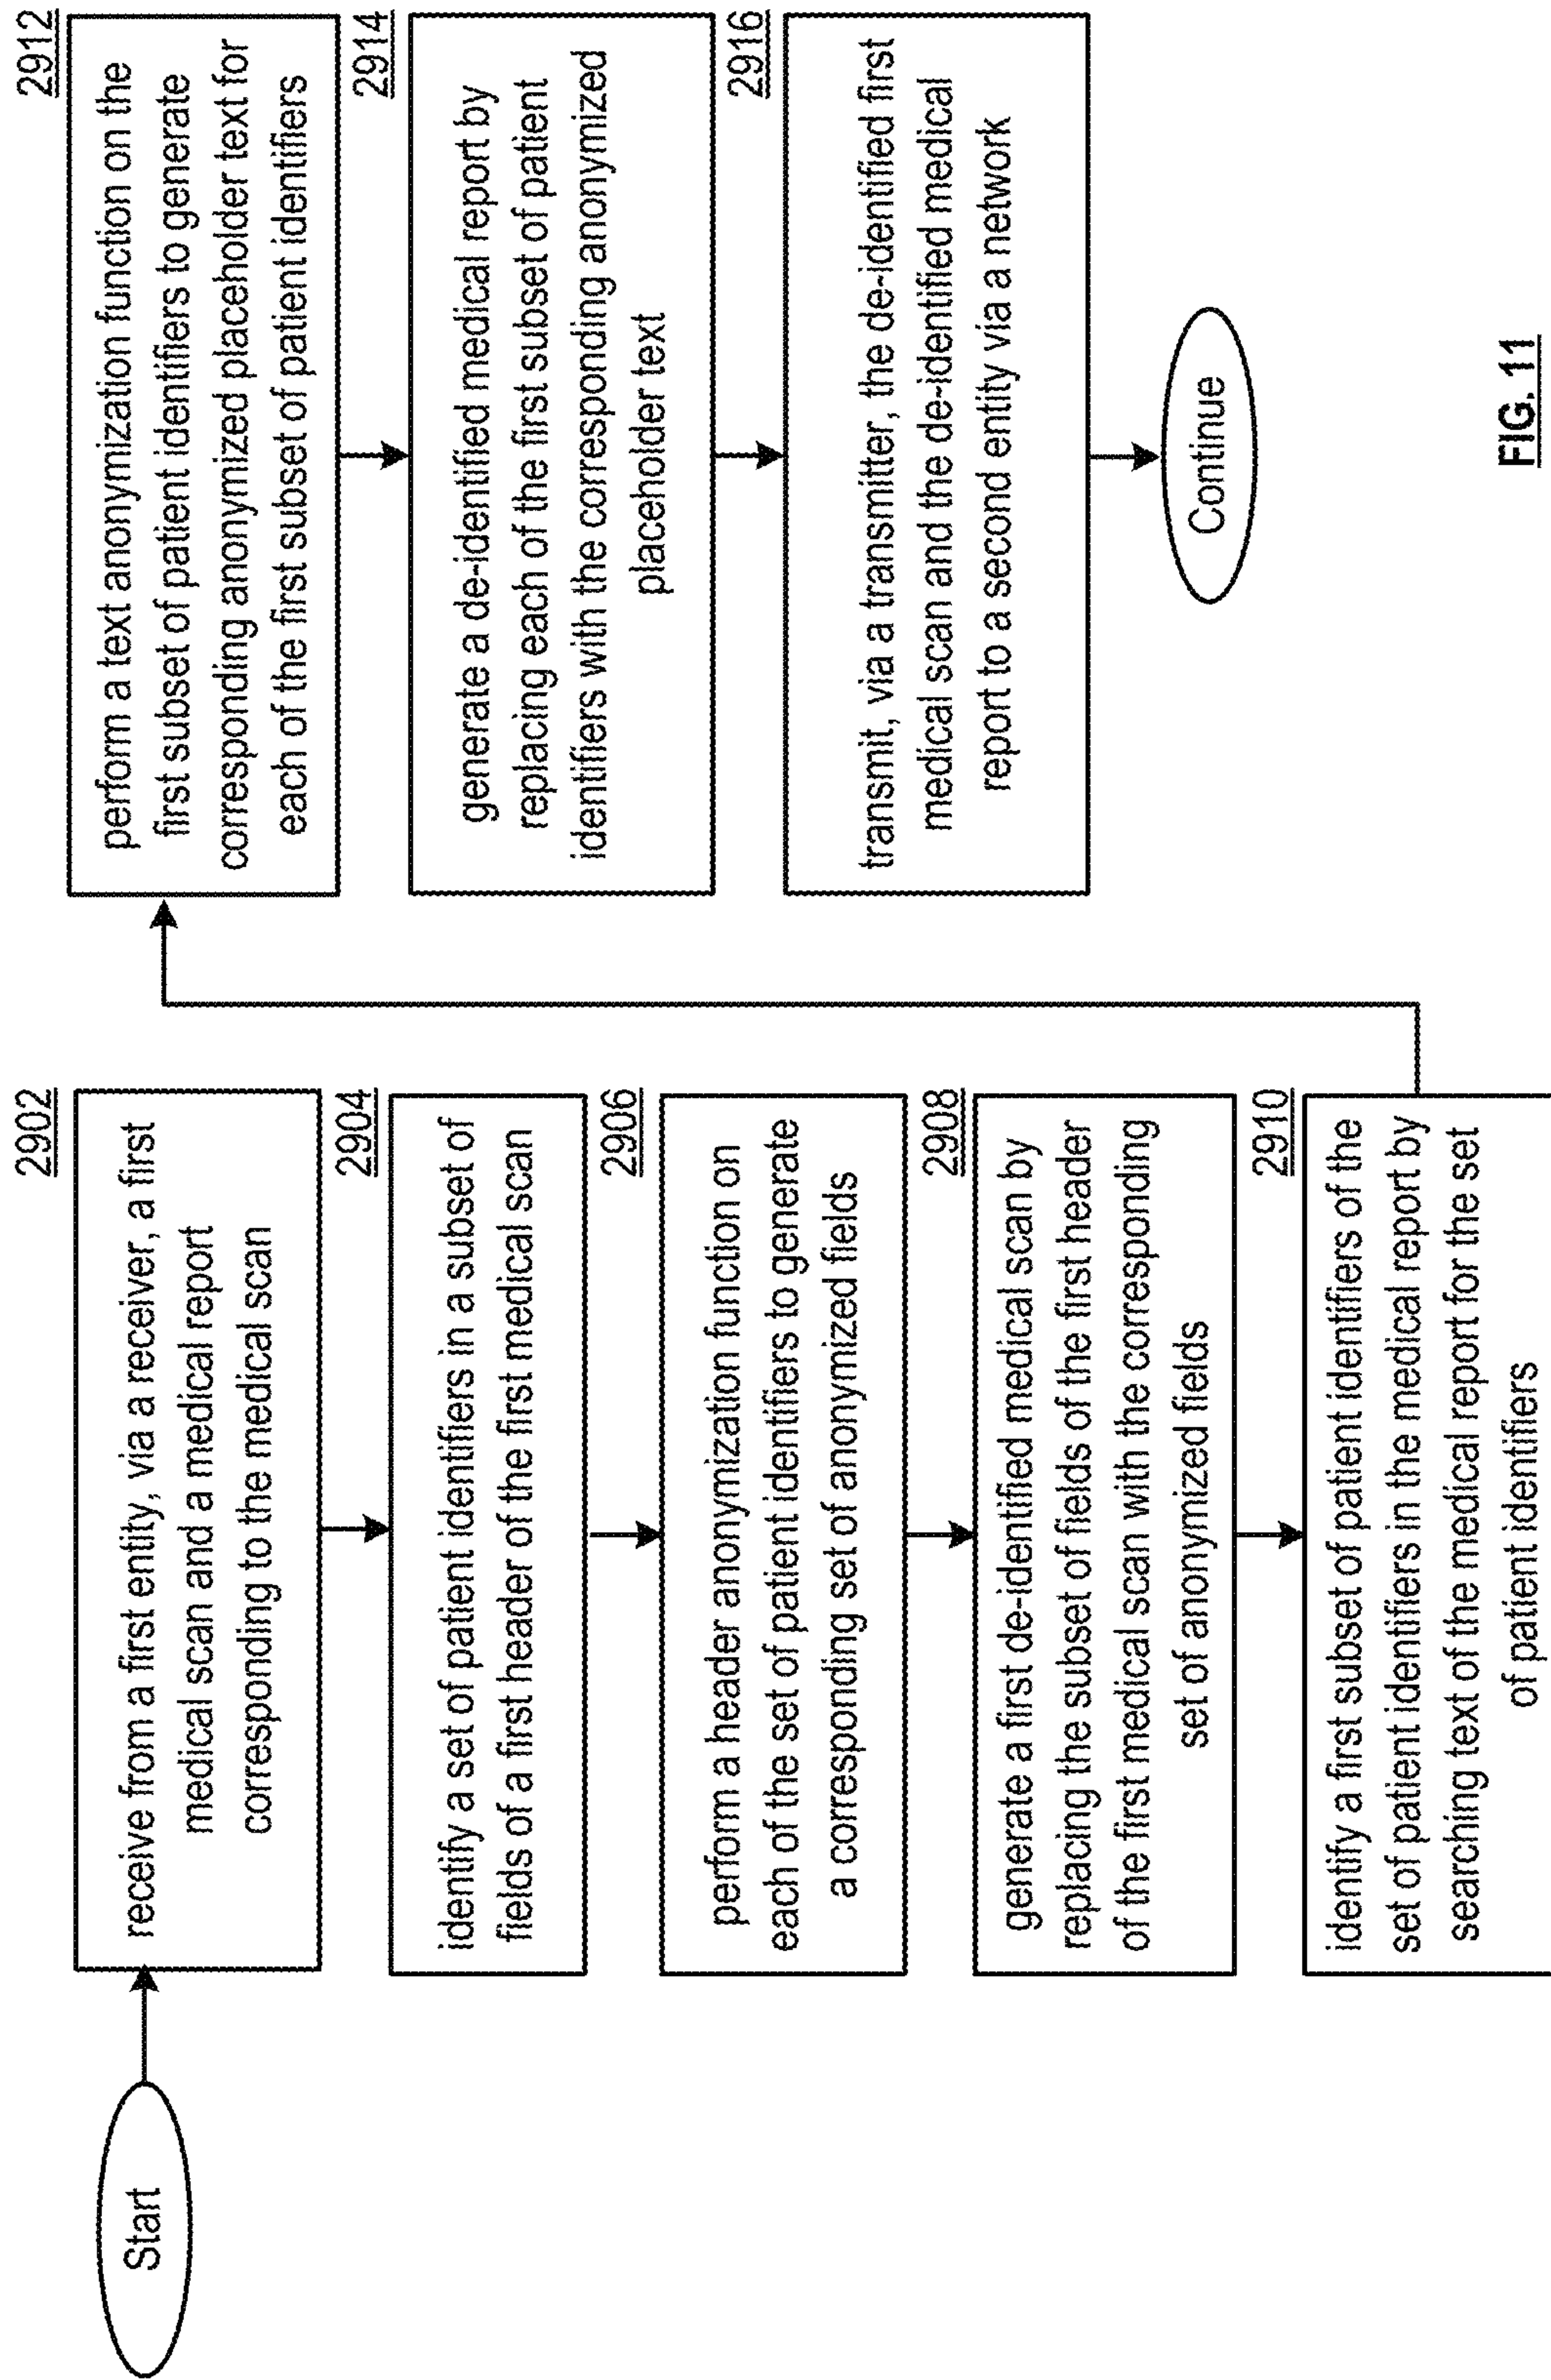 Start
2902
receive from a first entity, via a receiver, a first
medical scan and a medical report
corresponding to the medical scan
2904
identify a set of patient identifiers in a subset of
fields of a first header of the first medical scan
2906
perform a header anonymization function on
each of the set of patient identifiers to generate
a corresponding set of anonymized fields
2908
generate a first de-identified medical scan by
replacing the subset of fields of the first header
of the first medical scan with the corresponding
set of anonymized fields
2910
identify a first subset of patient identifiers of the
set of patient identifiers in the medical report by
searching text of the medical report for the set
of patient identifiers
2912
perform a text anonymization function on the
first subset of patient identifiers to generate
corresponding anonymized placeholder text for
each of the first subset of patient identifiers
2914
generate a de-identified medical report by
replacing each of the first subset of patient
identifiers with the corresponding anonymized
placeholder text
2916
transmit, via a transmitter, the de-identified first
medical scan and the de-identified medical
report to a second entity via a network
Continue
FIG. 11